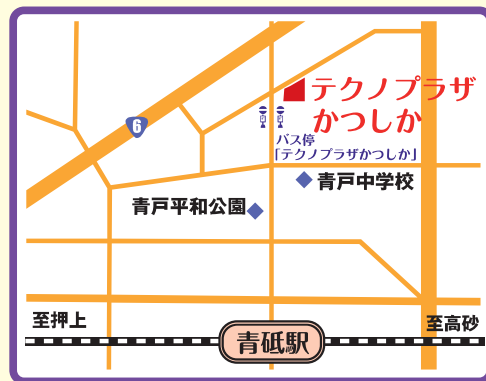 テクノプラザ
かつしか
6
バス停
「テクノプラザかつしか」
青戸中学校
青戸平和公園
至押上
至高砂
青砥駅